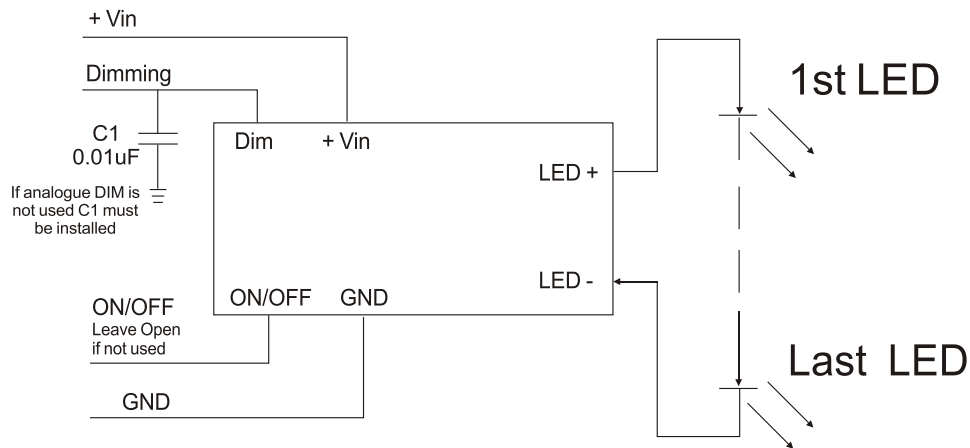 + Vin
Dimming
C1
0.01uF
If analogue DIM is
not used C1 must
be installed
Dim
+ Vin
LED +
LED -
ON/OFF
GND
ON/OFF
Leave Open
if not used
GND
1st LED
Last LED